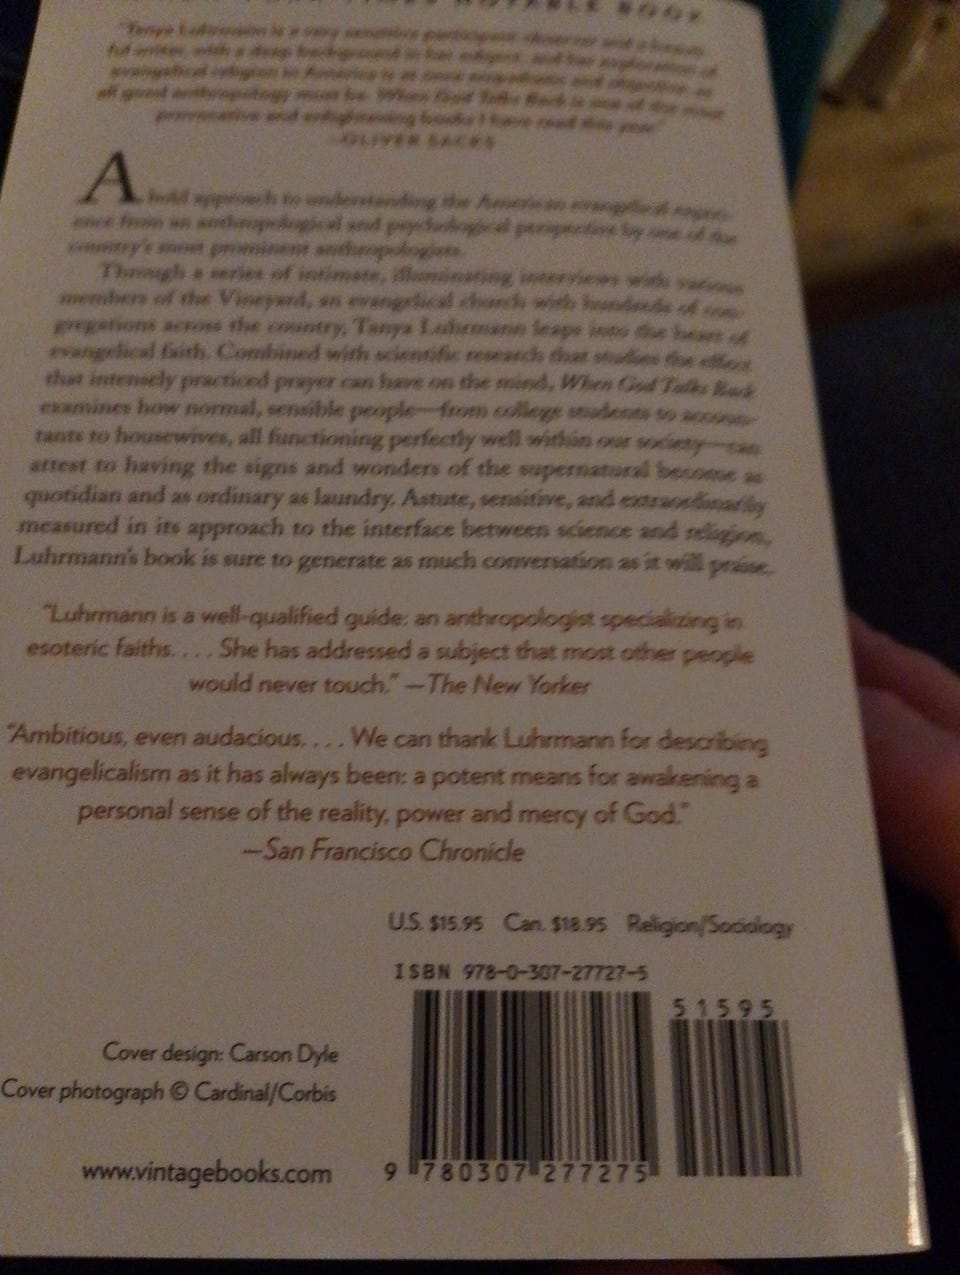 NEW YORK TIMES NOTABLE BOOK
"Tanya Luhrmann is a very sensitive participant-observer and a beauti-
ful writer, with a deep background in her subject, and her exploration of
evangelical religion in America is at once empathetic and objective, as
all good anthropology must be. When God Talks Back is one of the most
provocative and enlightening books I have read this year."
—OLIVER SACKS
A bold approach to understanding the American evangelical experi-
ence from an anthropological and psychological perspective by one of the
country's most prominent anthropologists.
Through a series of intimate, illuminating interviews with various
members of the Vineyard, an evangelical church with hundreds of con-
gregations across the country, Tanya Luhrmann leaps into the heart of
evangelical faith. Combined with scientific research that studies the effect
that intensely practiced prayer can have on the mind, When God Talks Back
examines how normal, sensible people—from college students to accoun-
tants to housewives, all functioning perfectly well within our society—can
attest to having the signs and wonders of the supernatural become as
quotidian and as ordinary as laundry. Astute, sensitive, and extraordinarily
measured in its approach to the interface between science and religion,
Luhrmann's book is sure to generate as much conversation as it will praise.
"Luhrmann is a well-qualified guide: an anthropologist specializing in
esoteric faiths. . . . She has addressed a subject that most other people
would never touch." —The New Yorker
"Ambitious, even audacious. . . . We can thank Luhrmann for describing
evangelicalism as it has always been: a potent means for awakening a
personal sense of the reality, power and mercy of God."
—San Francisco Chronicle
U.S. $15.95 Can. $18.95 Religion/Sociology
ISBN 978-0-307-27727-5
51595
Cover design: Carson Dyle
Cover photograph © Cardinal/Corbis
www.vintagebooks.com
9 780307 277275